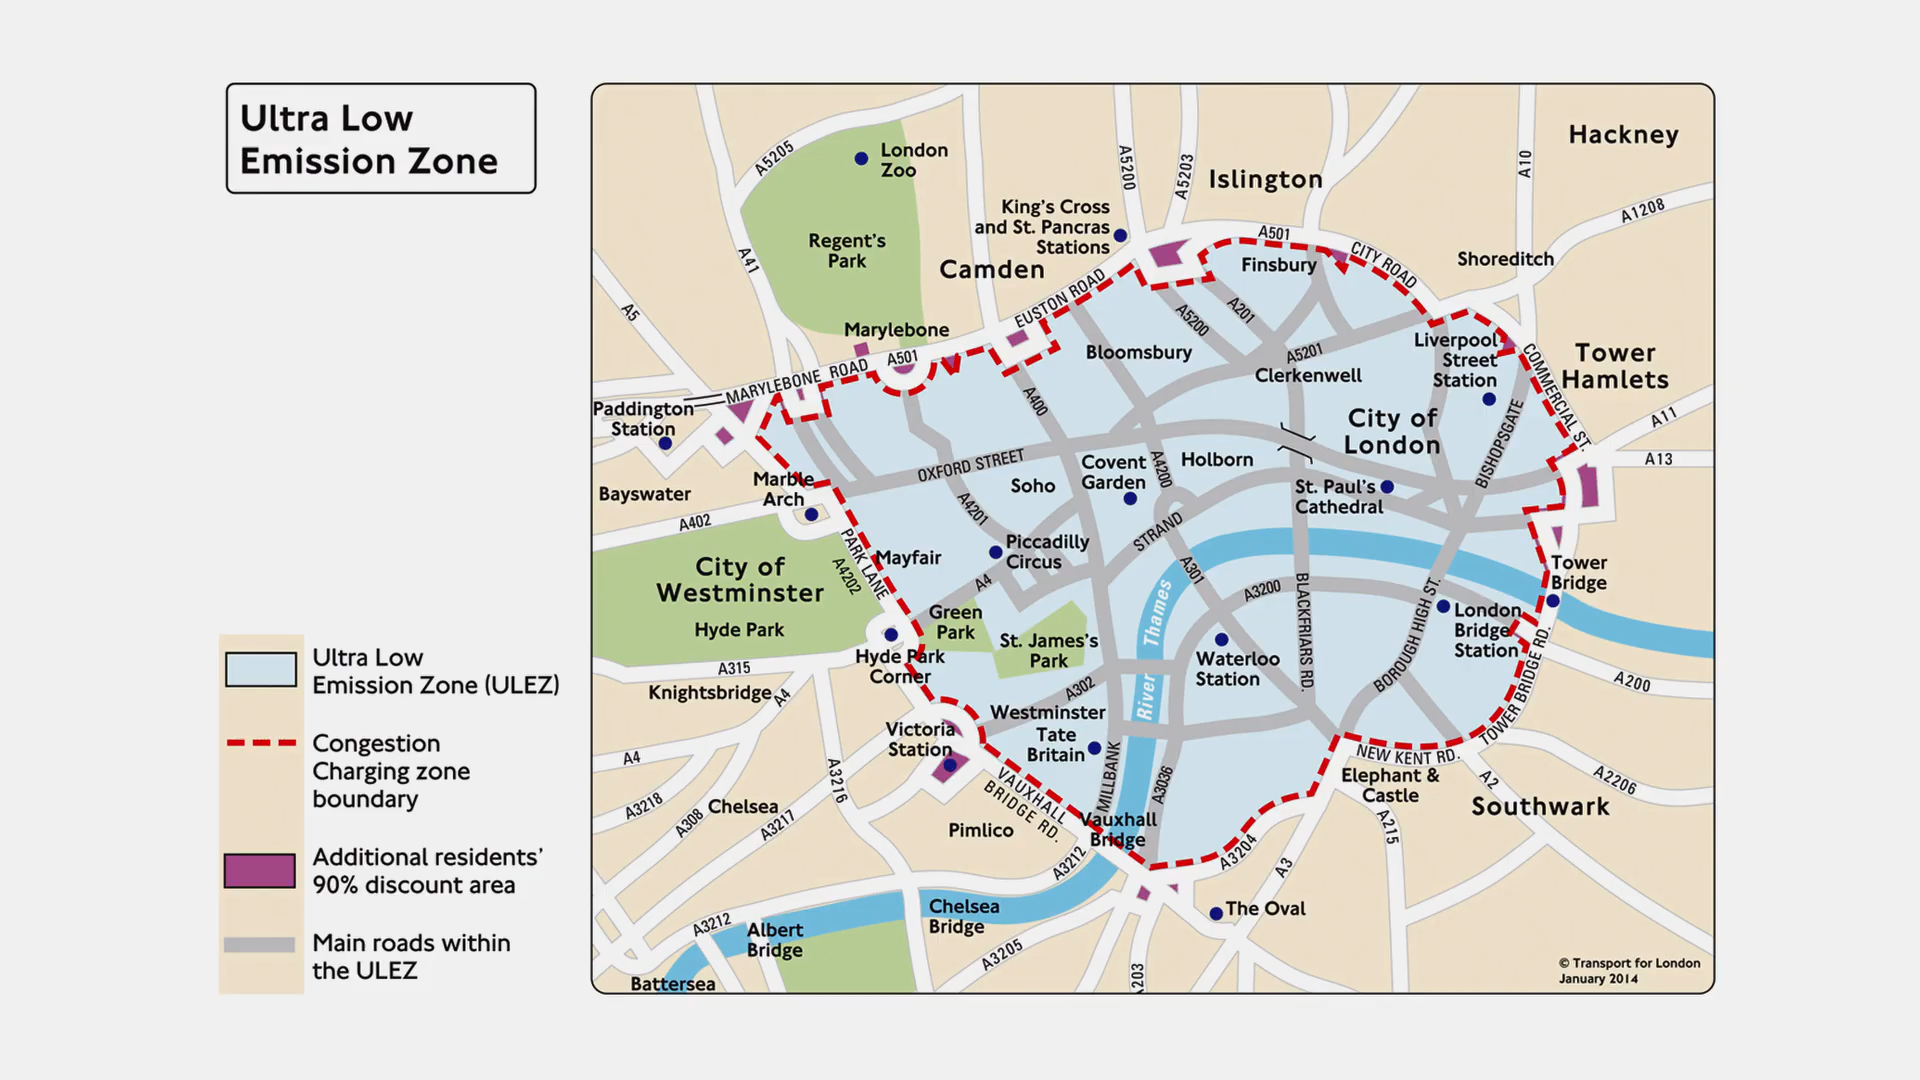 Ultra Low
Emission Zone
Ultra Low
Emission Zone (ULEZ)
Congestion
Charging zone
boundary
Additional residents’
90% discount area
Main roads within
the ULEZ
Hackney
London
Zoo
A5205
A5200
A5203
A10
Islington
A1208
King’s Cross
and St. Pancras
Stations
Regent’s
Park
A41
Camden
A501
Finsbury
CITY ROAD
Shoreditch
A5
EUSTON ROAD
A5200
A201
Marylebone
A501
MARYLEBONE ROAD
Bloomsbury
A5201
Clerkenwell
Liverpool
Street
Station
COMMERCIAL ST.
Tower
Hamlets
Paddington
Station
A400
City of
London
BISHOPSGATE
A11
A13
OXFORD STREET
Covent
Garden
A4200
Holborn
Bayswater
Marble
Arch
Soho
A4201
St. Paul’s
Cathedral
A402
PARK LANE
A4202
Mayfair
Piccadilly
Circus
STRAND
A4
A301
City of
Westminster
Hyde Park
Green
Park
St. James’s
Park
River Thames
A3200
BLACKFRIARS RD.
BOROUGH HIGH ST.
Tower
Bridge
London
Bridge
Station
TOWER BRIDGE RD.
A200
Hyde Park
Corner
A315
Knightsbridge
A4
Waterloo
Station
A302
Westminster
Tate
Britain
Victoria
Station
MILLBANK
A3036
NEW KENT RD.
Elephant &
Castle
A2
A2206
Southwark
A4
A3218
A308
A3217
A3216
Chelsea
Pimlico
VAUXHALL
BRIDGE RD.
Vauxhall
Bridge
A3212
A3204
A3
A215
The Oval
Chelsea
Bridge
A3205
A3212
Albert
Bridge
Battersea
A203
© Transport for London
January 2014